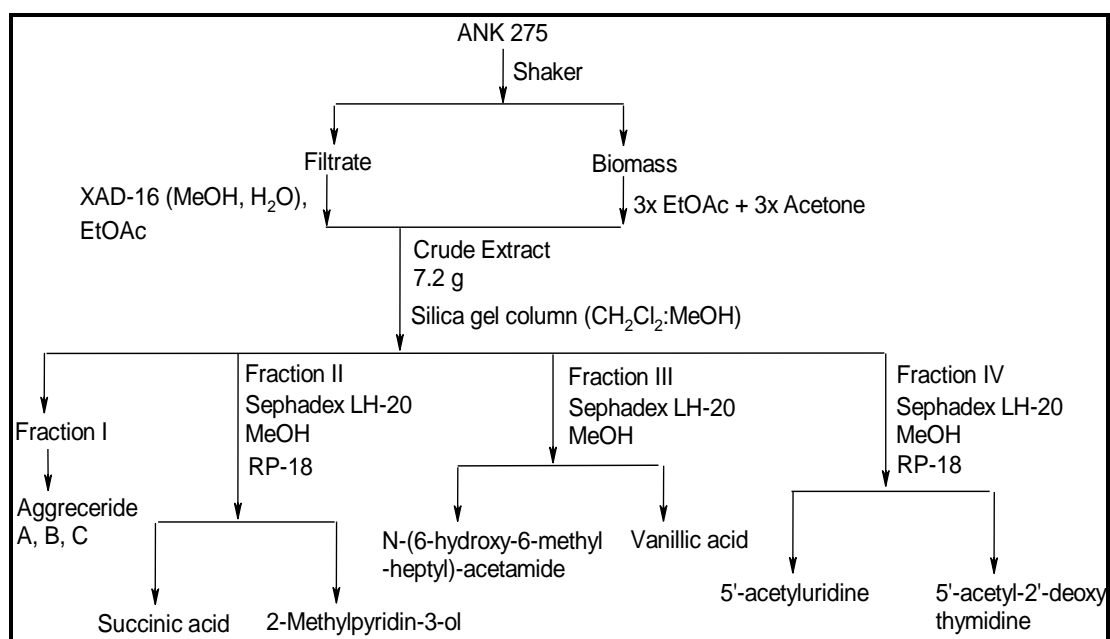 ANK 275
Shaker
Filtrate
Biomass
XAD-16 (MeOH, H2O),
EtOAc
3x EtOAc + 3x Acetone
Crude Extract
7.2 g
Silica gel column (CH2Cl2:MeOH)
Fraction I
Aggreceride
A, B, C
Fraction II
Sephadex LH-20
MeOH
RP-18
Succinic acid
2-Methylpyridin-3-ol
Fraction III
Sephadex LH-20
MeOH
N-(6-hydroxy-6-methyl
-heptyl)-acetamide
Vanillic acid
Fraction IV
Sephadex LH-20
MeOH
RP-18
5'-acetyluridine
5'-acetyl-2'-deoxy
thymidine